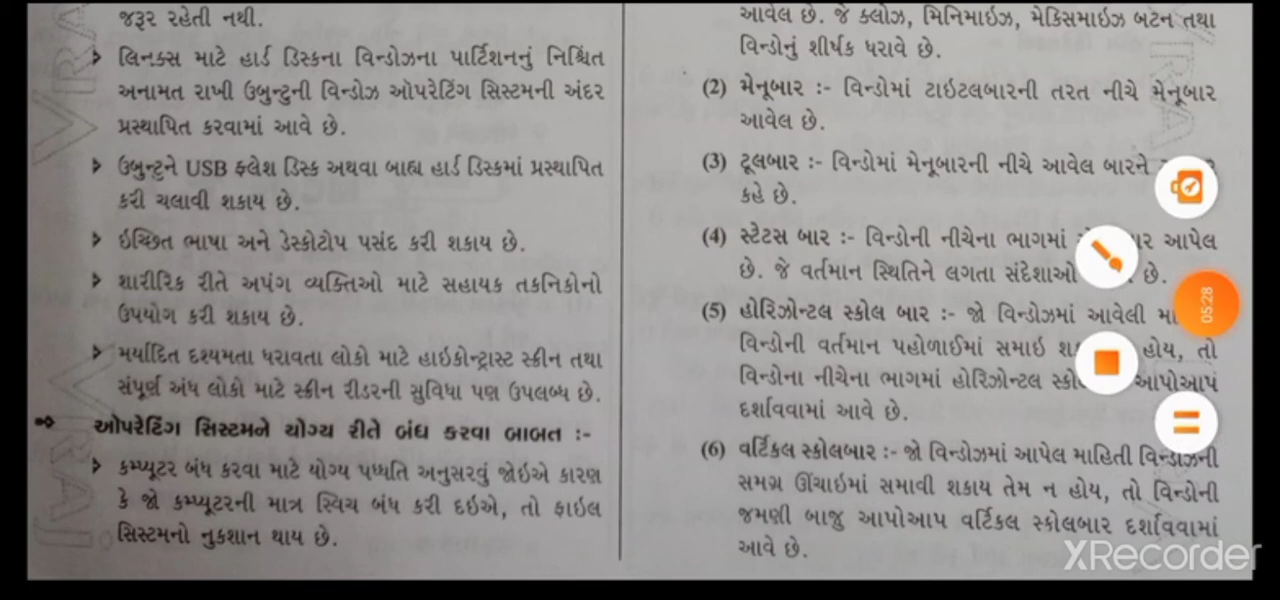 જરૂર રહેતી નથી.
લિનક્સ માટે હાર્ડ ડિસ્કના વિન્ડોઝના પાર્ટિશનનું નિશ્ચિત
અનામત રાખી ઉબુન્ટુની વિન્ડોઝ ઓપરેટિંગ સિસ્ટમની અંદર
પ્રસ્થાપિત કરવામાં આવે છે.
ઉબુન્ટુને USB ફ્લેશ ડિસ્ક અથવા બાહ્ય હાર્ડ ડિસ્કમાં પ્રસ્થાપિત
કરી ચલાવી શકાય છે.
ઇચ્છિત ભાષા અને ડેસ્કોટોપ પસંદ કરી શકાય છે.
શારીરિક રીતે અપંગ વ્યક્તિઓ માટે સહાયક તકનિકોનો
ઉપયોગ કરી શકાય છે.
મર્યાદિત દશ્યમતા ધરાવતા લોકો માટે હાઇકોન્ટ્રાસ્ટ સ્ક્રીન તથા
સંપૂર્ણ અંધ લોકો માટે સ્ક્રીન રીડરની સુવિધા પણ ઉપલબ્ધ છે.
ઓપરેટિંગ સિસ્ટમને યોગ્ય રીતે બંધ કરવા બાબત :-
કમ્પ્યૂટર બંધ કરવા માટે યોગ્ય પધ્ધતિ અનુસરવું જોઇએ કારણ
કે જો કમ્પ્યૂટરની માત્ર સ્વિચ બંધ કરી દઇએ, તો ફાઇલ
સિસ્ટમનો નુકશાન થાય છે.
આવેલ છે. જે ક્લોઝ, મિનિમાઇઝ, મેક્સિમાઇઝ બટન તથા
વિન્ડોનું શીર્ષક ધરાવે છે.
(2) મેનૂબાર :- વિન્ડોમાં ટાઇટલબારની તરત નીચે મેનૂબાર
આવેલ છે.
(3) ટૂલબાર :- વિન્ડોમાં મેનૂબારની નીચે આવેલ બારને
કહે છે.
(4) સ્ટેટસ બાર :- વિન્ડોની નીચેના ભાગમાં આપેલ
છે. જે વર્તમાન સ્થિતિને લગતા સંદેશાઓ છે.
(5) હોરિઝોન્ટલ સ્કોલ બાર :- જો વિન્ડોઝમાં આવેલી
વિન્ડોની વર્તમાન પહોળાઈમાં સમાઇ હોય, તો
વિન્ડોના નીચેના ભાગમાં હોરિઝોન્ટલ આપોઆપ
દર્શાવવામાં આવે છે.
(6) વર્ટિકલ સ્કોલબાર :- જો વિન્ડોઝમાં આપેલ માહિતી વિન્ડોઝની
સમગ્ર ઊંચાઇમાં સમાવી શકાય તેમ ન હોય, તો વિન્ડોની
જમણી બાજુ આપોઆપ વર્ટિકલ સ્કોલબાર દર્શાવવામાં
આવે છે.
05:28
XRecorder